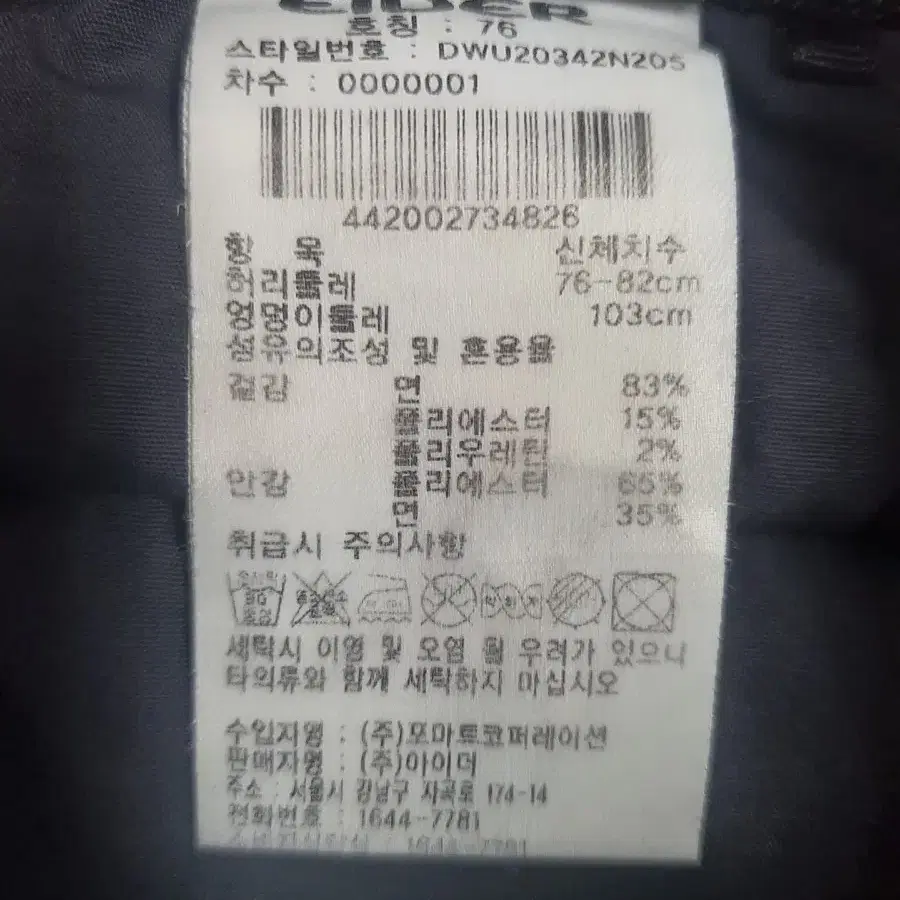 EIDER
호칭 : 76
스타일번호 : DWU20342N205
차수 : 0000001
442002734826
항 목 신체치수
허리둘레 76-82cm
엉덩이둘레 103cm
섬유의조성 및 혼용율
겉감 면 83%
폴리에스터 15%
폴리우레탄 2%
안감 폴리에스터 65%
면 35%
취급시 주의사항
세탁시 이염 및 오염 될 우려가 있으니
타의류와 함께 세탁하지 마십시오
수입자명 : (주)포마트코퍼레이션
판매자명 : (주)아이더
주소 : 서울시 강남구 자곡로 174-14
전화번호 : 1644-7781
1644-7781